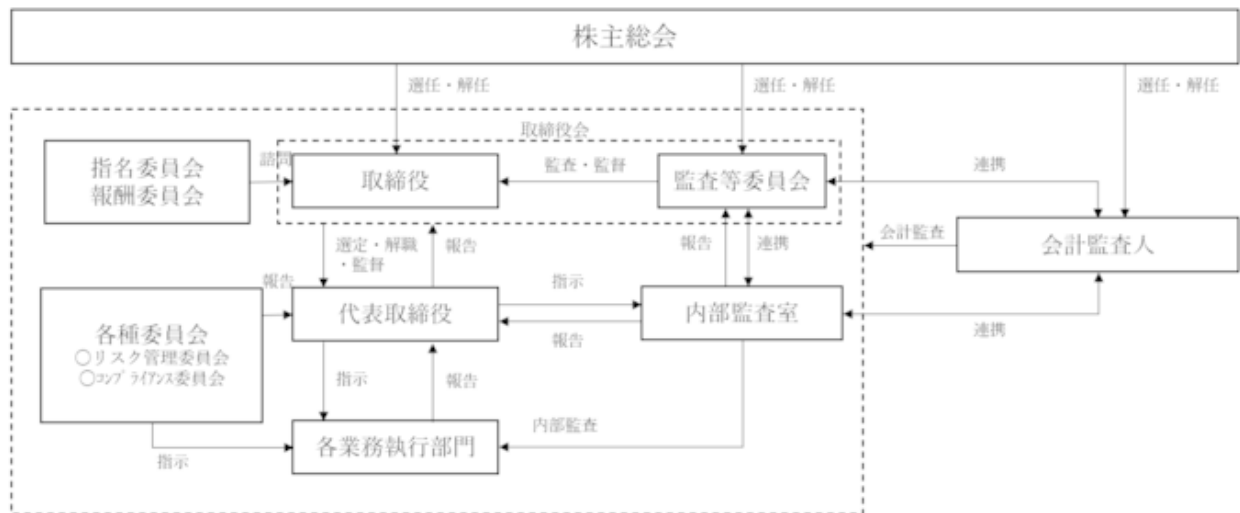 株主総会
選任・解任
選任・解任
選任・解任
取締役会
指名委員会
報酬委員会
諮問
取締役
監査・監督
監査等委員会
連携
会計監査
会計監査人
選定・解職
・監督
報告
報告
連携
報告
指示
各種委員会
○リスク管理委員会
○コンプライアンス委員会
代表取締役
内部監査室
報告
連携
指示
報告
内部監査
指示
各業務執行部門